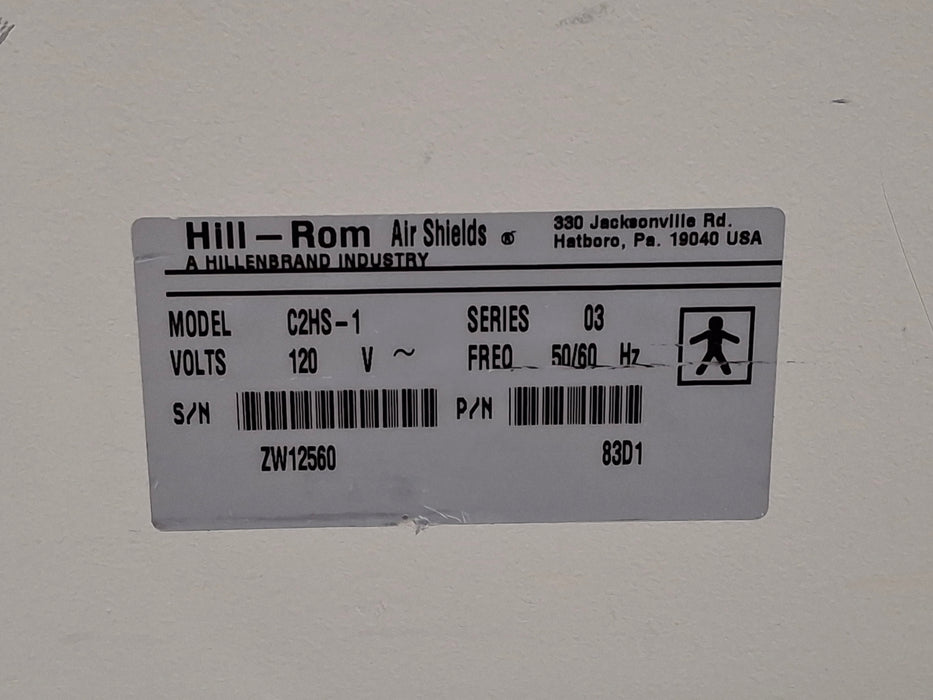 Hill-Rom Air Shields ®
330 Jacksonville Rd.
Hatboro, Pa. 19040 USA
A HILLENBRAND INDUSTRY
MODEL C2HS-1 SERIES 03
VOLTS 120 V ~ FREQ 50/60 Hz
S/N P/N
ZW12560 83D1